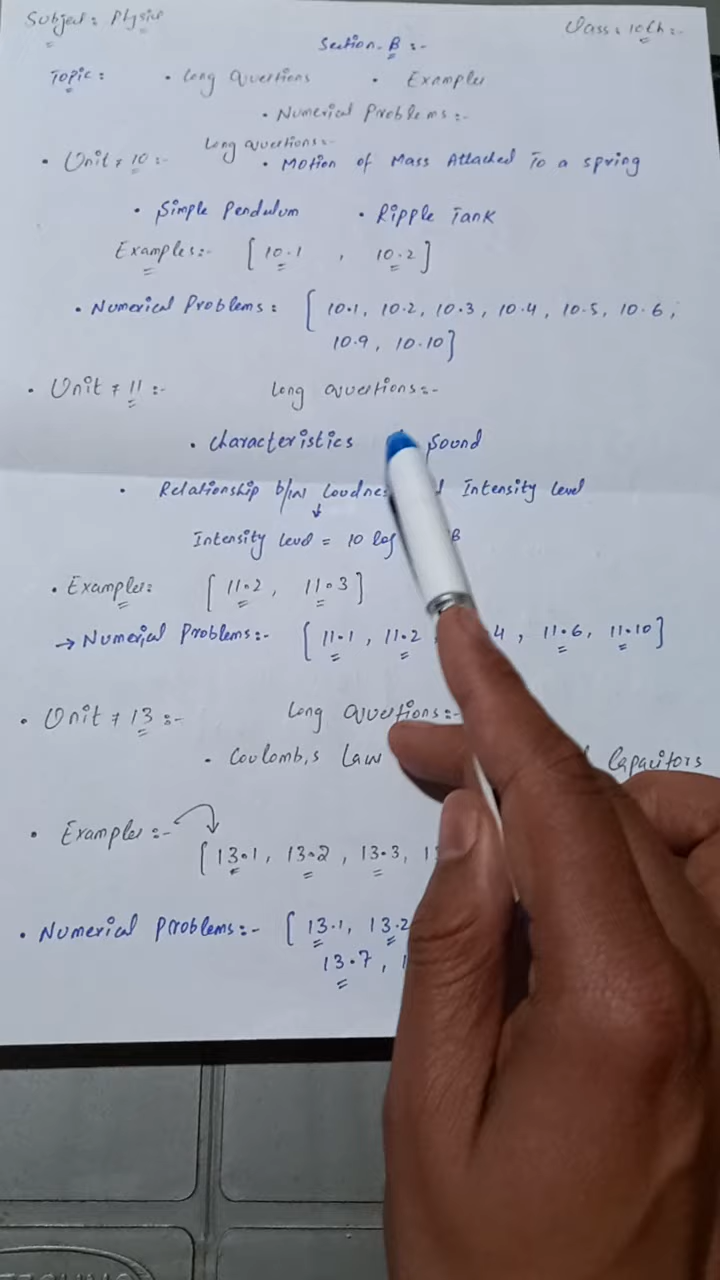 Subject: Physics
Class: 10th:-
Section-B:-
Topic: • Long Questions • Examples
• Numerical Problems:-
Long Questions:-
• Unit # 10:- • Motion of Mass Attached To a spring
• Simple Pendulum • Ripple Tank
Examples:- [10.1, 10.2]
• Numerical Problems: [10.1, 10.2, 10.3, 10.4, 10.5, 10.6,
10.9, 10.10]
• Unit # 11:- Long Questions:-
• Characteristics Sound
• Relationship b/w Loudness Intensity Level
Intensity level = 10 log
• Examples: [11.2, 11.3]
→ Numerical Problems:- [11.1, 11.2 4, 11.6, 11.10]
• Unit # 13:- Long Questions:-
• Coulomb,s Law Capacitors
• Examples:-
[13.1, 13.2, 13.3,
• Numerical Problems:- [13.1, 13.2
13.7,